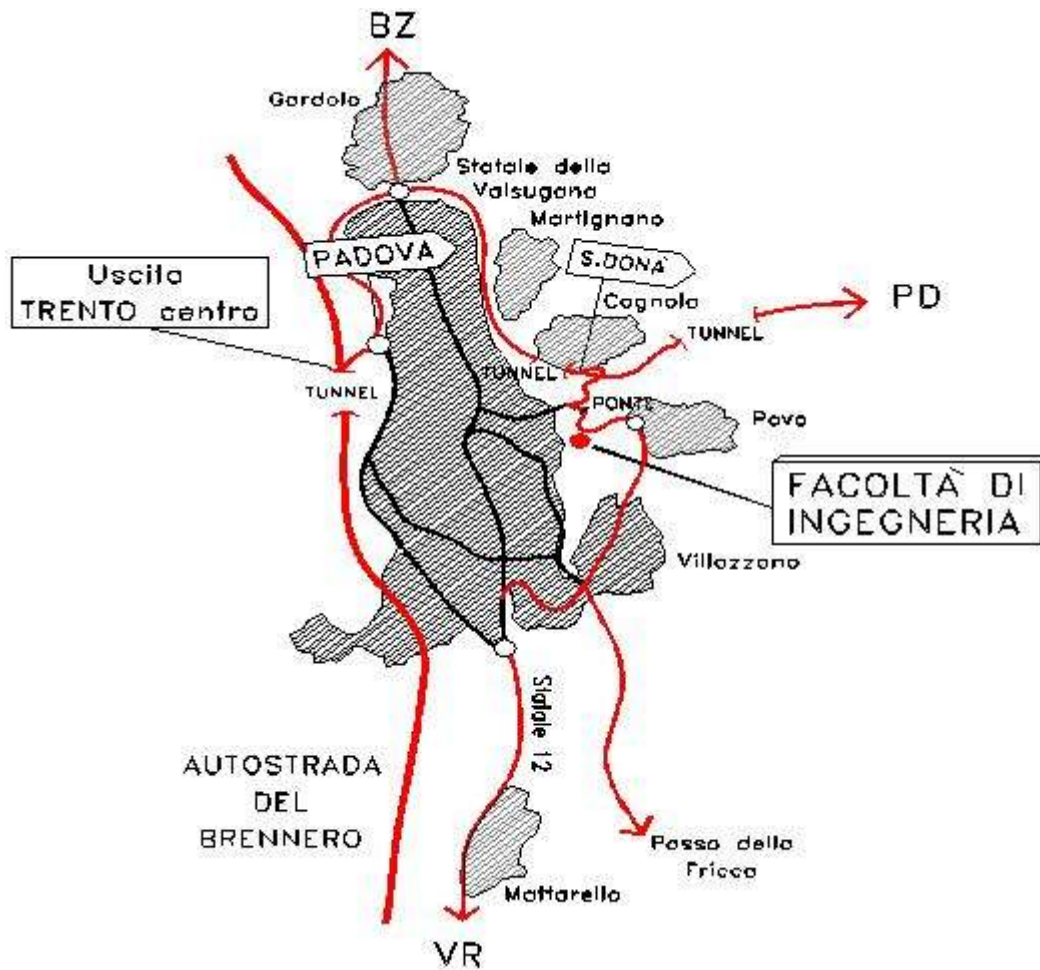 BZ
Gardolo
Statale della
Valsugana
Martignano
PADOVA
S.DONÀ
Uscita
TRENTO centro
Cognola
PD
TUNNEL
TUNNEL
TUNNEL
PONTE
Povo
FACOLTÀ DI
INGEGNERIA
Villazzano
Statale 12
AUTOSTRADA
DEL
BRENNERO
Passo della
Fricca
Mattarello
VR